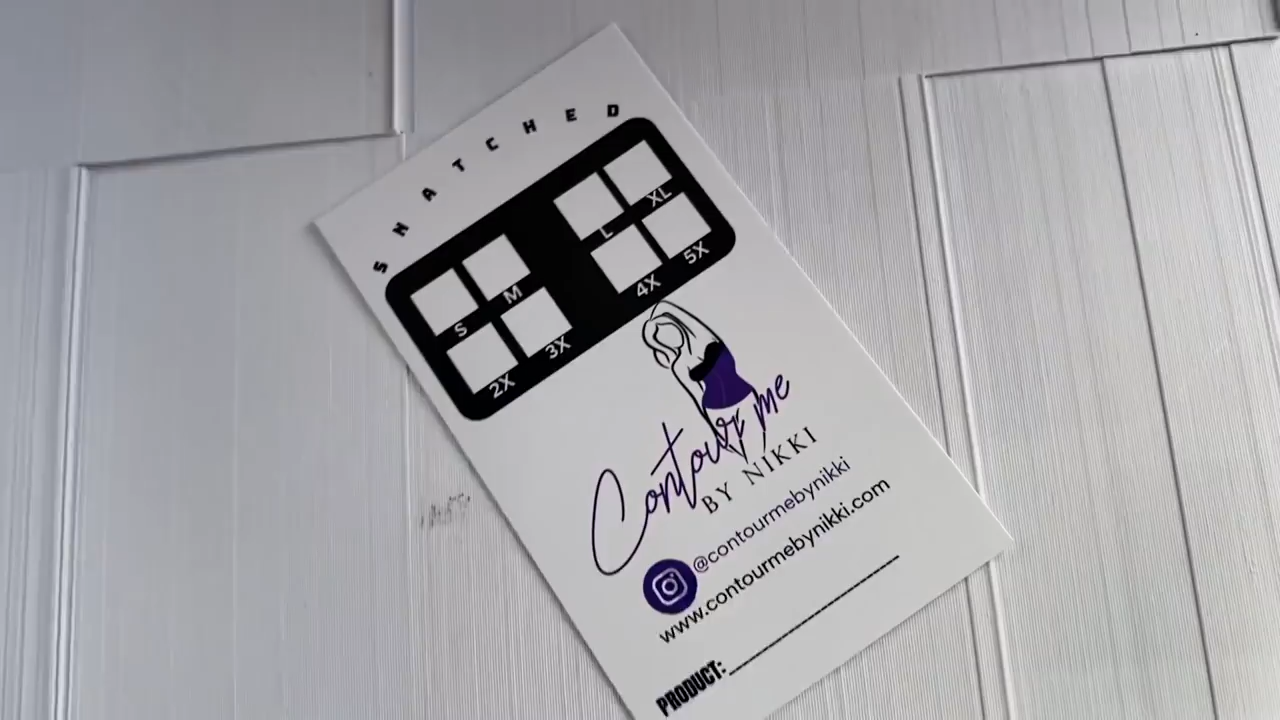 SNATCHED
S M L XL
2X 3X 4X 5X
Contour me
BY NIKKI
@contourmebynikki
www.contourmebynikki.com
PRODUCT: